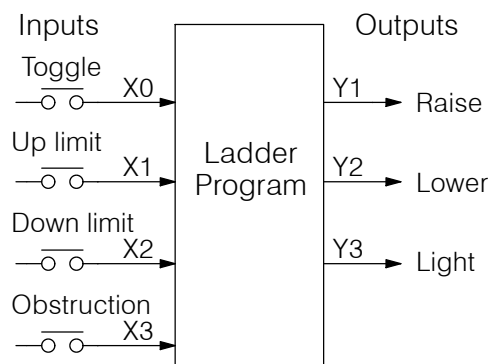 Inputs
Outputs
Toggle
X0
Y1
Raise
Up limit
X1
Ladder
Program
Y2
Lower
Down limit
X2
Y3
Light
Obstruction
X3